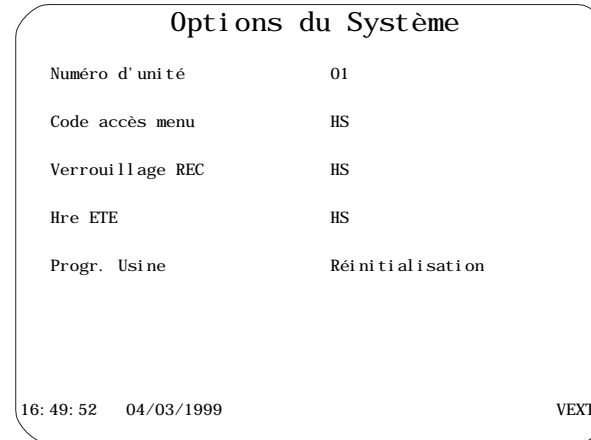 Options du Système
Numéro d'unité 01
Code accès menu HS
Verrouillage REC HS
Hre ETE HS
Progr. Usine Réinitialisation
16:49:52 04/03/1999 VEXT